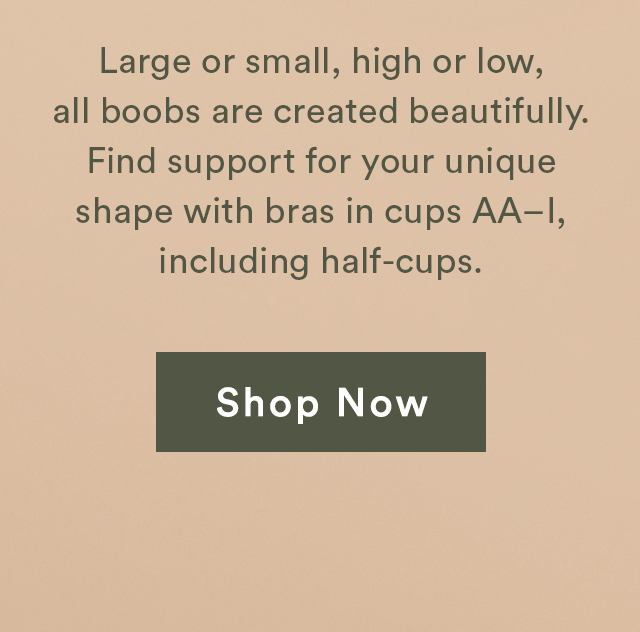 Large or small, high or low,
all boobs are created beautifully.
Find support for your unique
shape with bras in cups AA–I,
including half-cups.
Shop Now